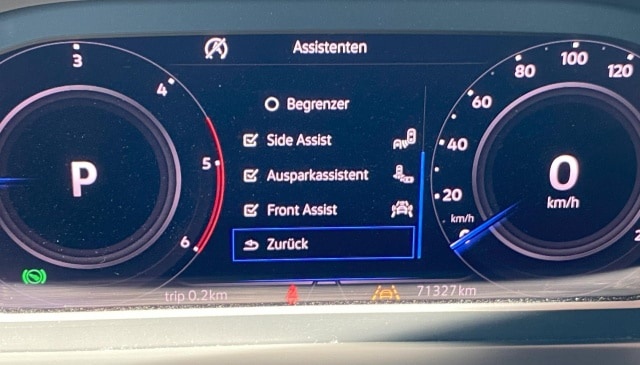 Assistenten
3
4
5
6
P
Begrenzer
Side Assist
Ausparkassistent
Front Assist
Zurück
20
40
60
80
100
120
0
km/h
km/h
trip 0.2km
71327km